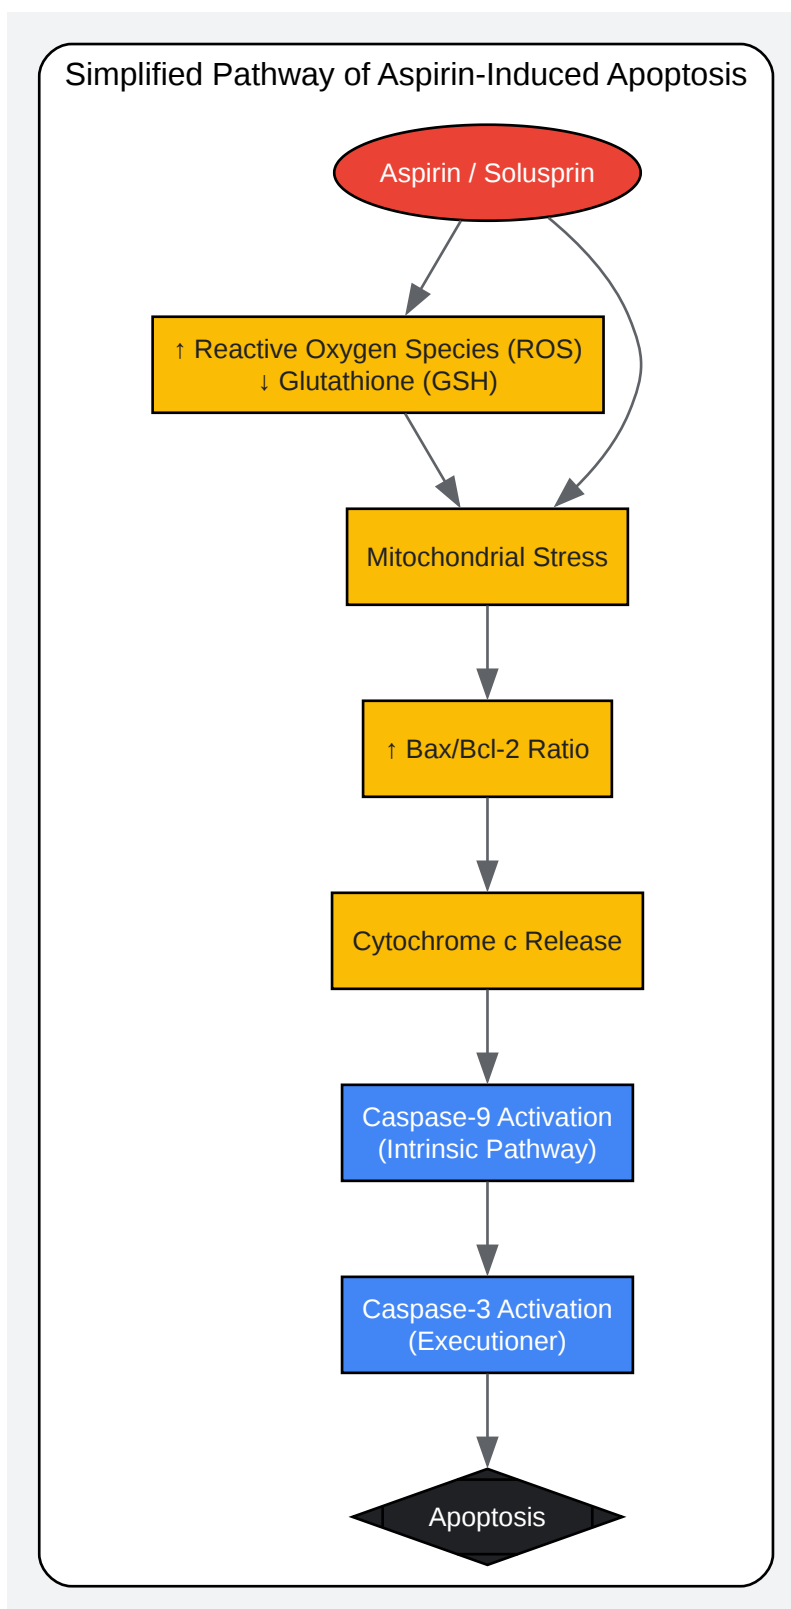 Simplified Pathway of Aspirin-Induced Apoptosis
Aspirin / Solusprin
↑ Reactive Oxygen Species (ROS)
↓ Glutathione (GSH)
Mitochondrial Stress
↑ Bax/Bcl-2 Ratio
Cytochrome c Release
Caspase-9 Activation
(Intrinsic Pathway)
Caspase-3 Activation
(Executioner)
Apoptosis